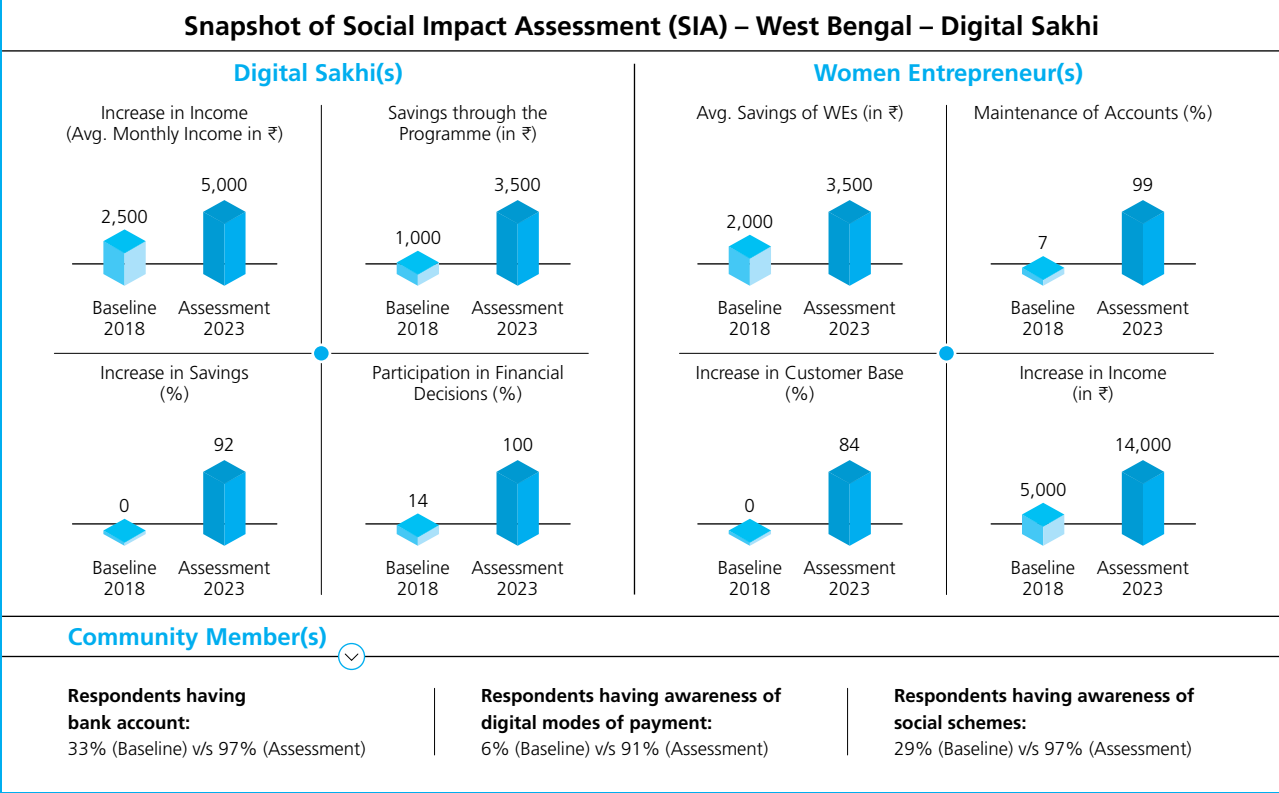 Snapshot of Social Impact Assessment (SIA) – West Bengal – Digital Sakhi
Digital Sakhi(s)
Increase in Income
(Avg. Monthly Income in ₹)
2,500
5,000
Baseline
2018
Assessment
2023
Savings through the
Programme (in ₹)
1,000
3,500
Baseline
2018
Assessment
2023
Increase in Savings
(%)
0
92
Baseline
2018
Assessment
2023
Participation in Financial
Decisions (%)
14
100
Baseline
2018
Assessment
2023
Women Entrepreneur(s)
Avg. Savings of WEs (in ₹)
2,000
3,500
Baseline
2018
Assessment
2023
Maintenance of Accounts (%)
7
99
Baseline
2018
Assessment
2023
Increase in Customer Base
(%)
0
84
Baseline
2018
Assessment
2023
Increase in Income
(in ₹)
5,000
14,000
Baseline
2018
Assessment
2023
Community Member(s)
Respondents having
bank account:
33% (Baseline) v/s 97% (Assessment)
Respondents having awareness of
digital modes of payment:
6% (Baseline) v/s 91% (Assessment)
Respondents having awareness of
social schemes:
29% (Baseline) v/s 97% (Assessment)